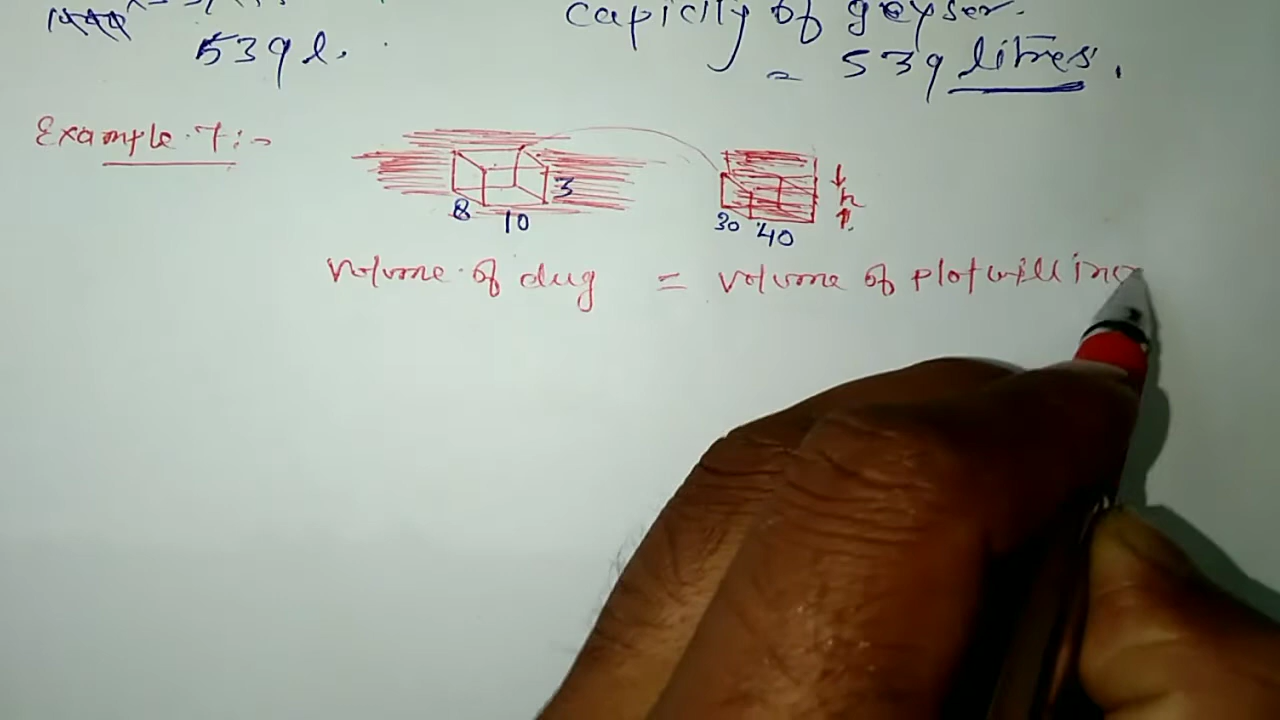 capicity of geyser.
539 l.
= 539 litres.
Example 7:-
3
h
8
10
30
40
volume of dug = volume of plot will inc